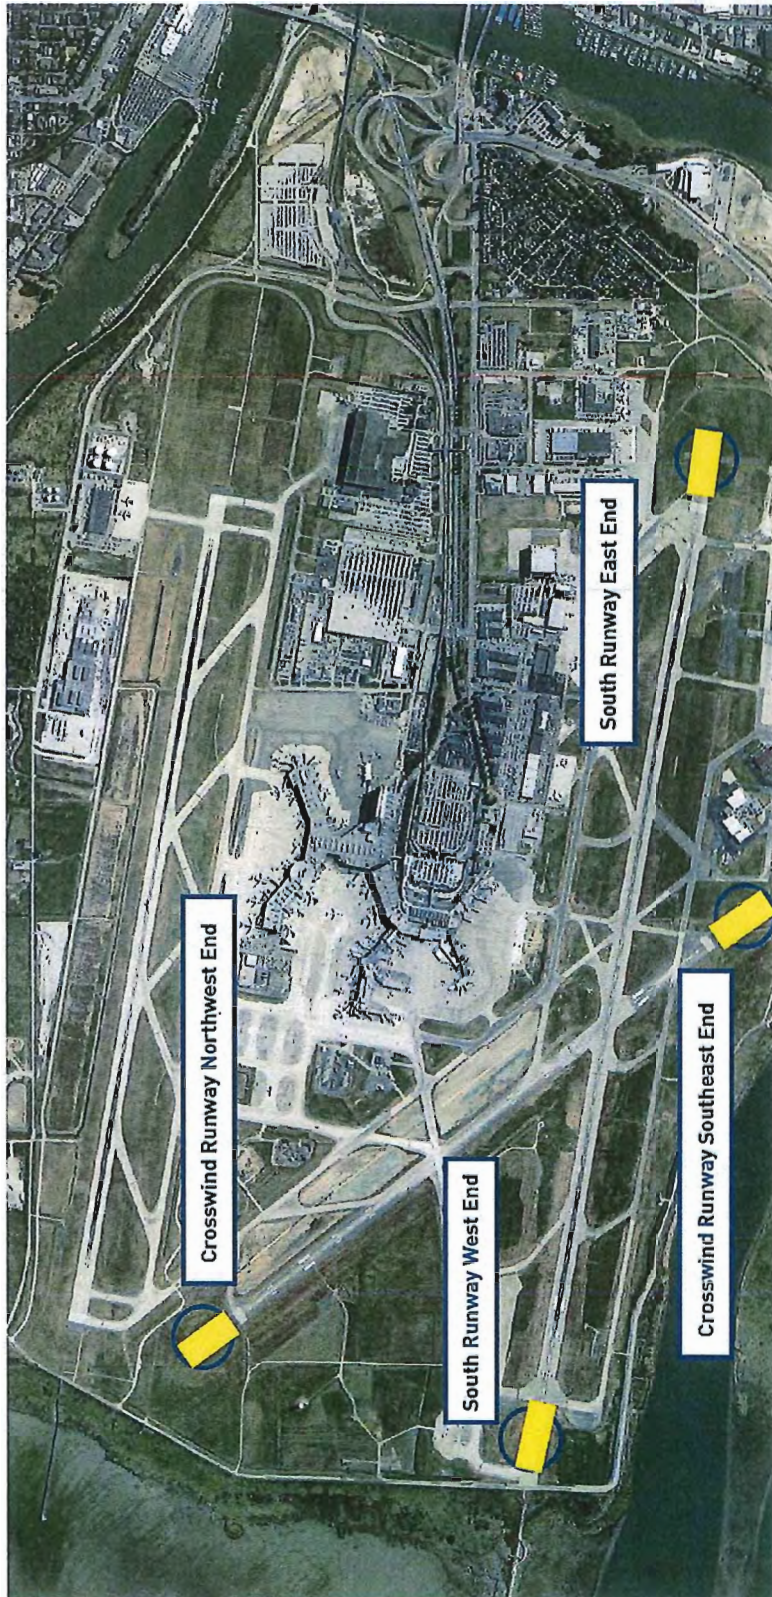 Crosswind Runway Northwest End
South Runway West End
South Runway East End
Crosswind Runway Southeast End